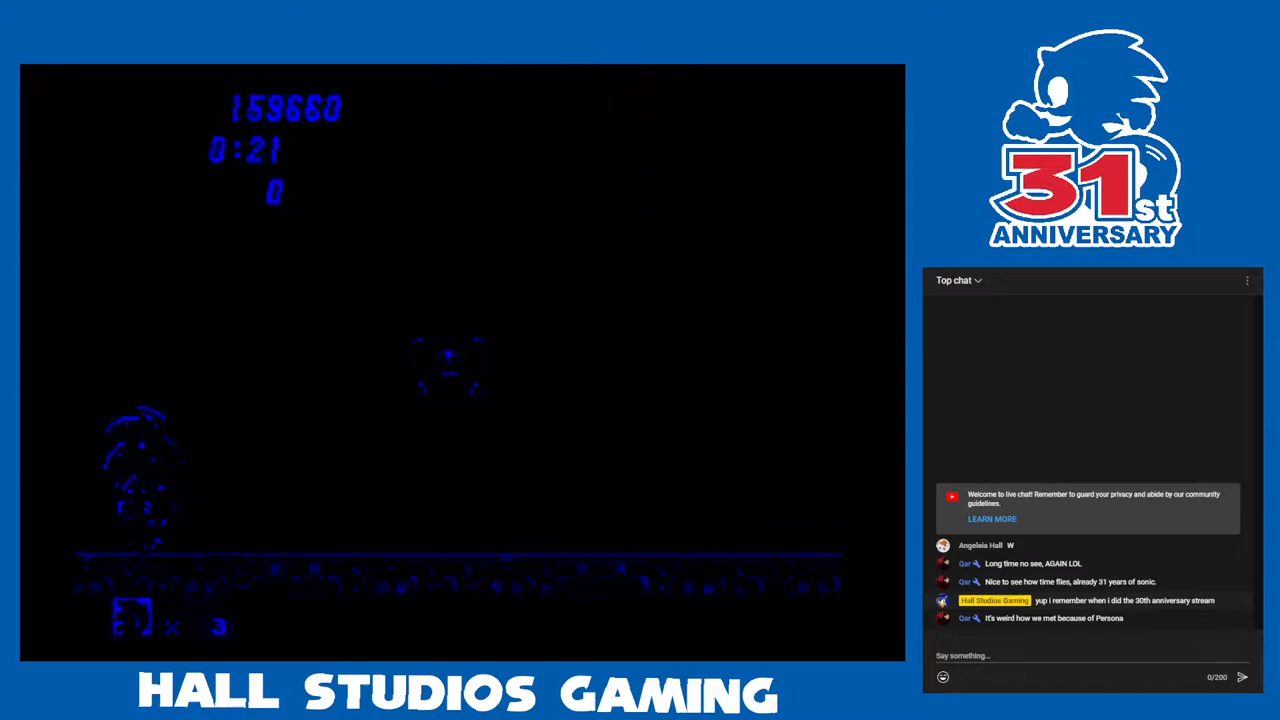 159660
0:21
0
× 3
31st
ANNIVERSARY
Top chat
Welcome to live chat! Remember to guard your privacy and abide by our community
guidelines.
LEARN MORE
Angeleia Hall W
Qar Long time no see, AGAIN LOL
Qar Nice to see how time flies, already 31 years of sonic.
Hall Studios Gaming yup i remember when i did the 30th anniversary stream
Qar It's weird how we met because of Persona
Say something...
0/200
HALL STUDIOS GAMING